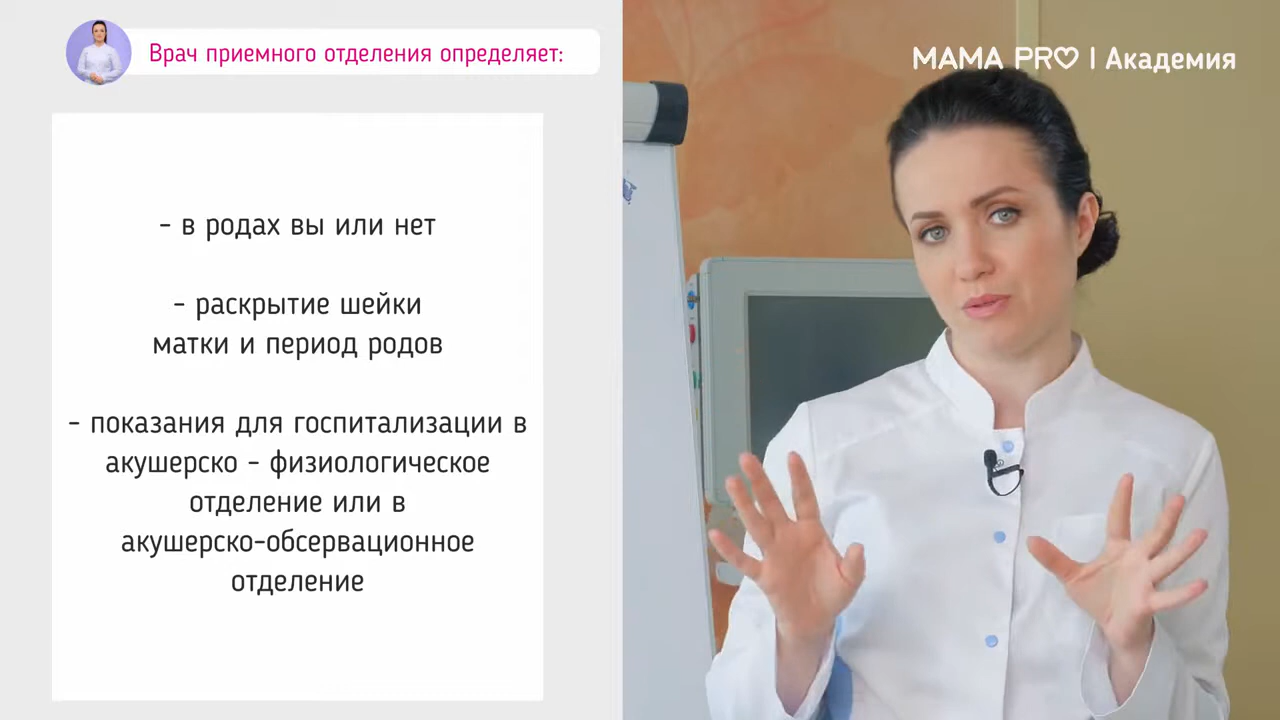 Врач приемного отделения определяет:
MAMA PRO | Академия
- в родах вы или нет
- раскрытие шейки
матки и период родов
- показания для госпитализации в
акушерско - физиологическое
отделение или в
акушерско-обсервационное
отделение